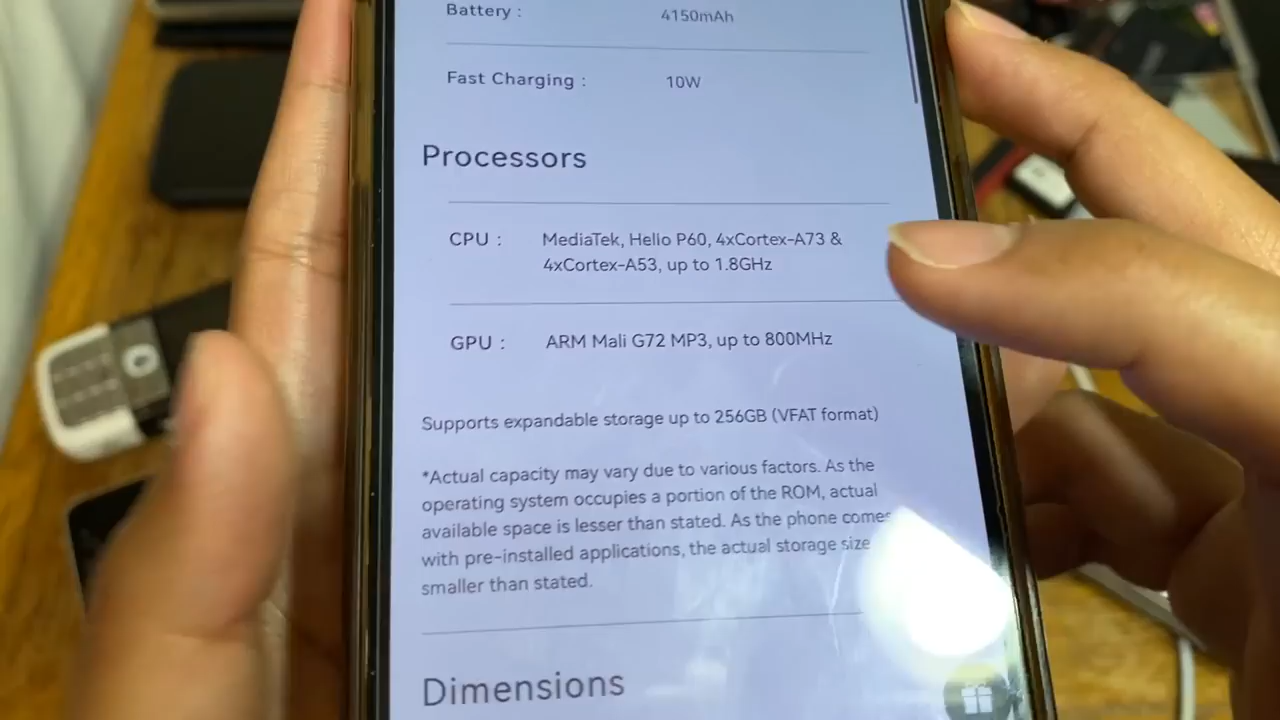 Battery : 4150mAh
Fast Charging : 10W
Processors
CPU : MediaTek, Helio P60, 4xCortex-A73 &
4xCortex-A53, up to 1.8GHz
GPU : ARM Mali G72 MP3, up to 800MHz
Supports expandable storage up to 256GB (VFAT format)
*Actual capacity may vary due to various factors. As the
operating system occupies a portion of the ROM, actual
available space is lesser than stated. As the phone comes
with pre-installed applications, the actual storage size
smaller than stated.
Dimensions